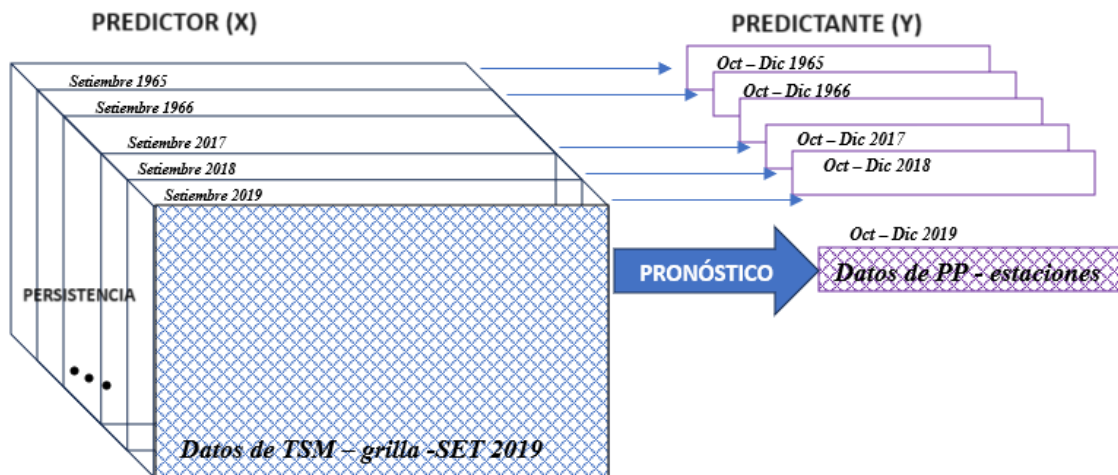 PREDICTOR (X)
PREDICTANTE (Y)
Setiembre 1965
Setiembre 1966
Setiembre 2017
Setiembre 2018
Setiembre 2019
PERSISTENCIA
Datos de TSM – grilla -SET 2019
Oct – Dic 1965
Oct – Dic 1966
Oct – Dic 2017
Oct – Dic 2018
PRONÓSTICO
Oct – Dic 2019
Datos de PP - estaciones